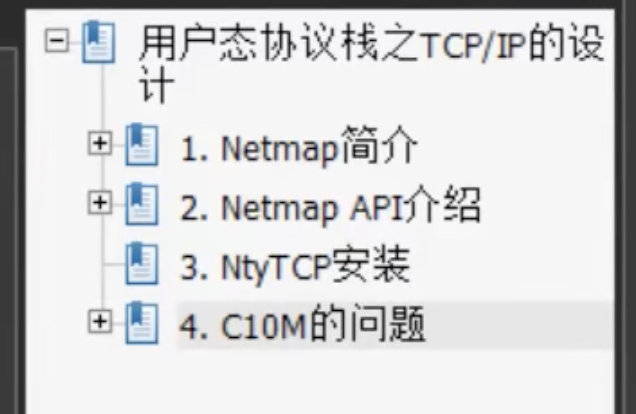 用户态协议栈之TCP/IP的设
计
1. Netmap简介
2. Netmap API介绍
3. NtyTCP安装
4. C10M的问题